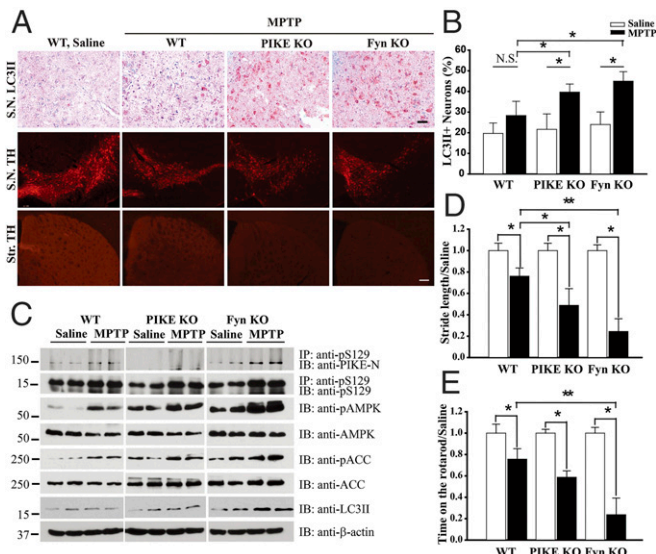 A
MPTP
WT, Saline WT PIKE KO Fyn KO
S.N. LC3II
S.N. TH
Str. TH
B
Saline
MPTP
LC3II+ Neurons (%)
80
60
40
20
0
N.S. * * * *
WT PIKE KO Fyn KO
C
WT PIKE KO Fyn KO
Saline MPTP Saline MPTP Saline MPTP
150 IP: anti-pS129
IB: anti-PIKE-N
15 IP: anti-pS129
IB: anti-pS129
50 IB: anti-pAMPK
50 IB: anti-AMPK
250 IB: anti-pACC
250 IB: anti-ACC
15 IB: anti-LC3II
37 IB: anti-β-actin
D
Stride length/Saline
1.4
1.2
1.0
0.8
0.6
0.4
0.2
0
* * * * **
WT PIKE KO Fyn KO
E
Time on the rotarod/Saline
1.4
1.2
1.0
0.8
0.6
0.4
0.2
0
* * * **
WT PIKE KO Fyn KO